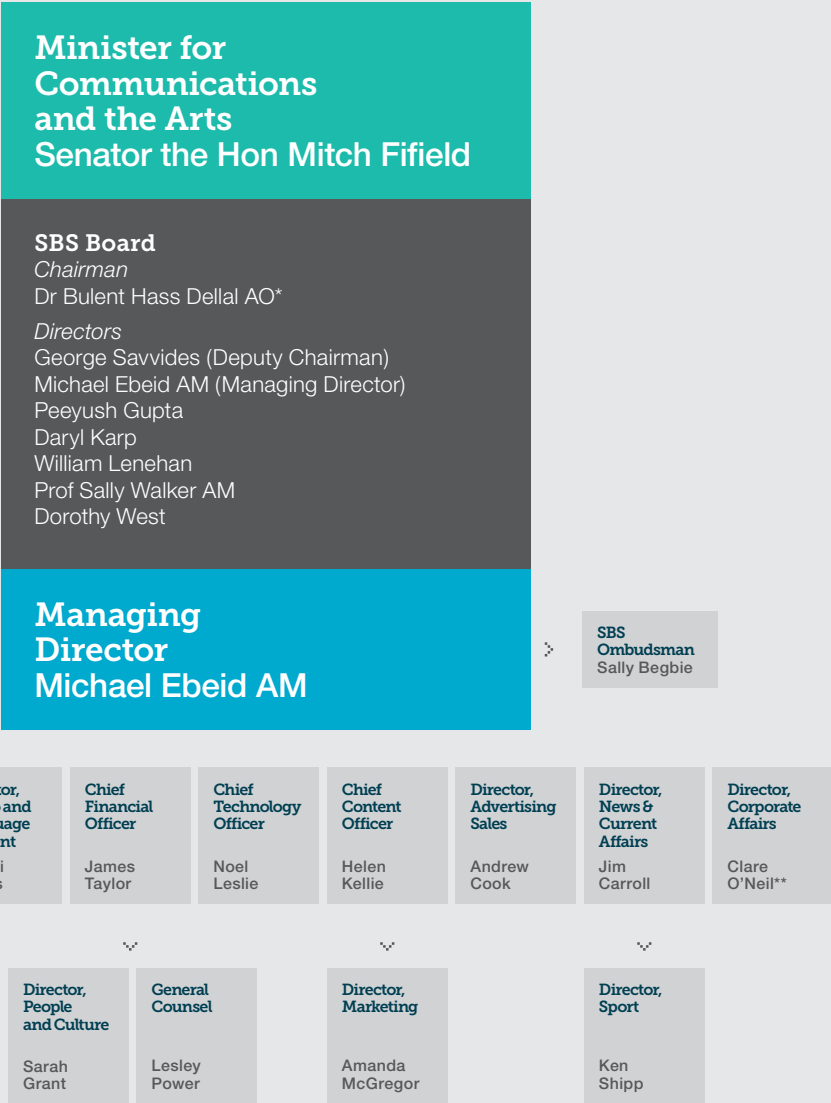 Minister for
Communications
and the Arts
Senator the Hon Mitch Fifield
SBS Board
Chairman
Dr Bulent Hass Dellal AO*
Directors
George Savvides (Deputy Chairman)
Michael Ebeid AM (Managing Director)
Peeyush Gupta
Daryl Karp
William Lenehan
Prof Sally Walker AM
Dorothy West
Managing
Director
Michael Ebeid AM
SBS
Ombudsman
Sally Begbie
and
Chief
Financial
Officer
James
Taylor
Chief
Technology
Officer
Noel
Leslie
Chief
Content
Officer
Helen
Kellie
Director,
Advertising
Sales
Andrew
Cook
Director,
News &
Current
Affairs
Jim
Carroll
Director,
Corporate
Affairs
Clare
O'Neil**
Director,
People
and Culture
Sarah
Grant
General
Counsel
Lesley
Power
Director,
Marketing
Amanda
McGregor
Director,
Sport
Ken
Shipp